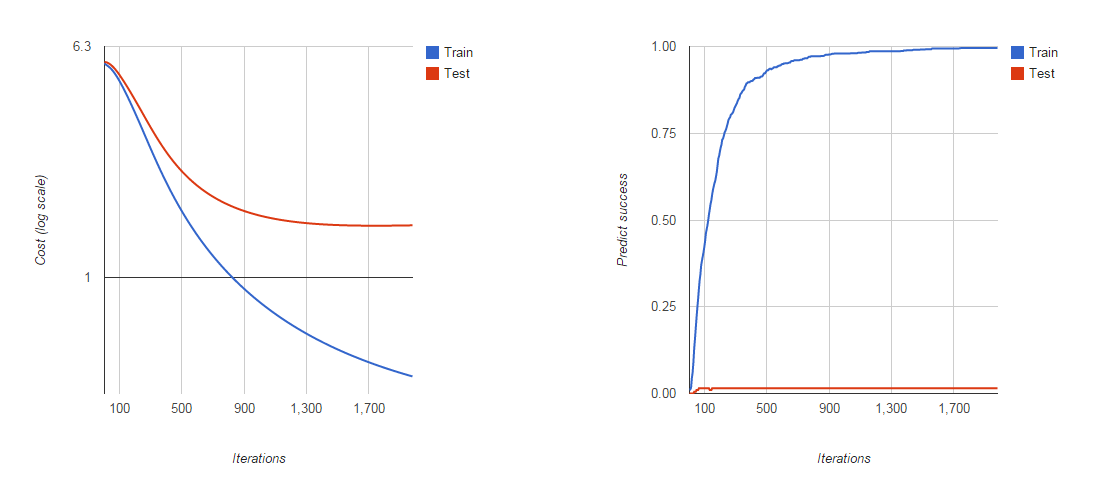 6.3
Train
Test
Cost (log scale)
1
100 500 900 1,300 1,700
Iterations
1.00
Train
Test
0.75
Predict success
0.50
0.25
0.00
100 500 900 1,300 1,700
Iterations